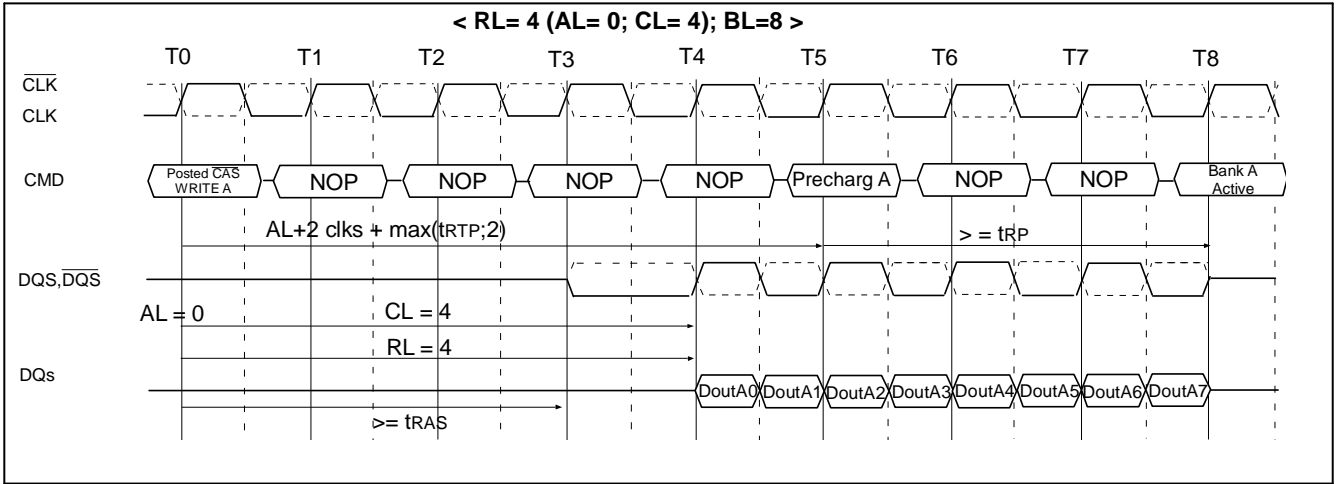 < RL= 4 (AL= 0; CL= 4); BL=8 >
T0 T1 T2 T3 T4 T5 T6 T7 T8
CLK
CLK
CMD
Posted CAS WRITE A
NOP NOP NOP NOP Precharg A NOP NOP
Bank A Active
AL+2 clks + max(tRTP;2)
> = tRP
DQS,DQS
AL = 0
CL = 4
RL = 4
DQs
DoutA0 DoutA1 DoutA2 DoutA3 DoutA4 DoutA5 DoutA6 DoutA7
>= tRAS